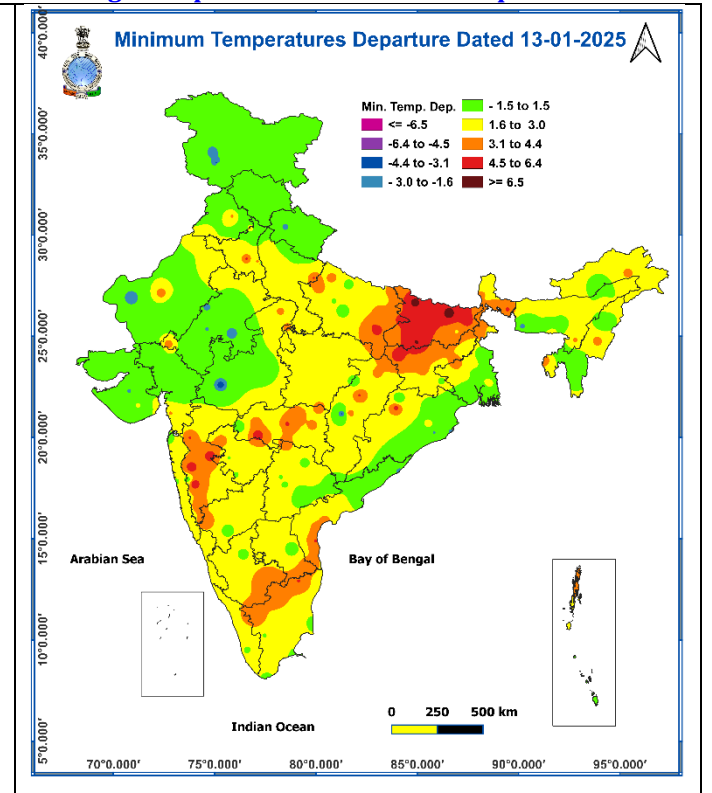 Minimum Temperatures Departure Dated 13-01-2025
Min. Temp. Dep.
<= -6.5
-6.4 to -4.5
-4.4 to -3.1
- 3.0 to -1.6
- 1.5 to 1.5
1.6 to 3.0
3.1 to 4.4
4.5 to 6.4
>= 6.5
40°0.000'
35°0.000'
30°0.000'
25°0.000'
20°0.000'
15°0.000'
10°0.000'
5°0.000'
Arabian Sea
Bay of Bengal
Indian Ocean
0 250 500 km
70°0.000' 75°0.000' 80°0.000' 85°0.000' 90°0.000' 95°0.000'